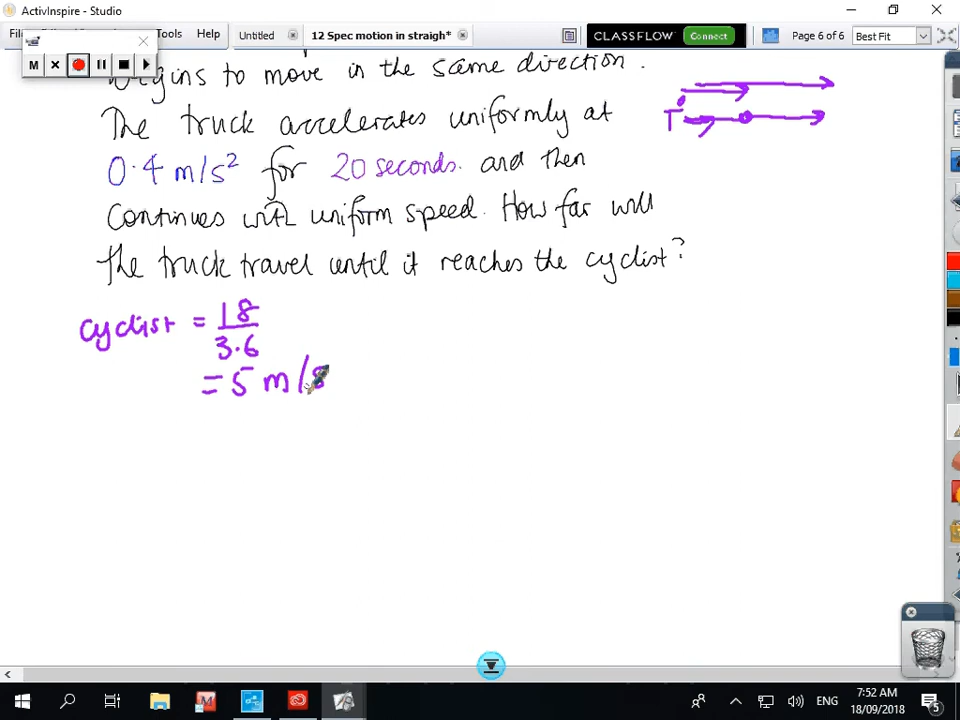 ActivInspire - Studio
File
Tools
Help
Untitled
12 Spec motion in straigh*
CLASSFLOW
Connect
Page 6 of 6
Best Fit
M
begins to move in the same direction.
The truck accelerates uniformly at
0.4 m/s² for 20 seconds. and then
continues with uniform speed. How far will
the truck travel until it reaches the cyclist?
T
cyclist = 18
3.6
= 5 m/s
ENG
7:52 AM
18/09/2018
5